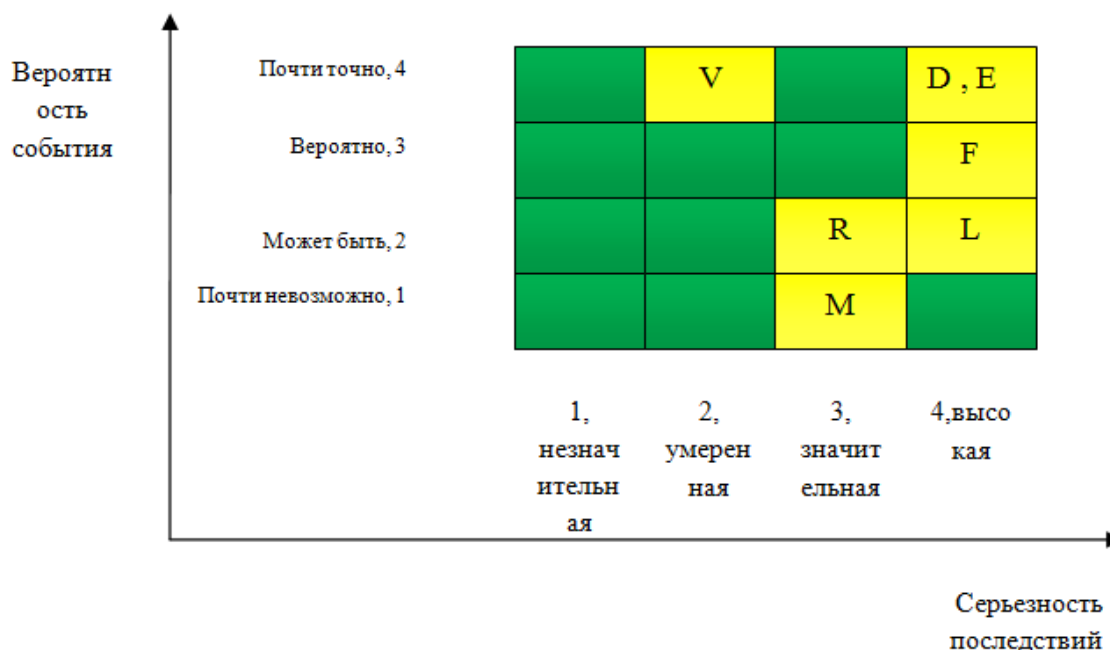 Вероятн
ость
события
Почти точно, 4
V
D , E
Вероятно, 3
F
Может быть, 2
R
L
Почти невозможно, 1
M
1,
незнач
ительн
ая
2,
умерен
ная
3,
значит
ельная
4,высо
кая
Серьезность
последствий